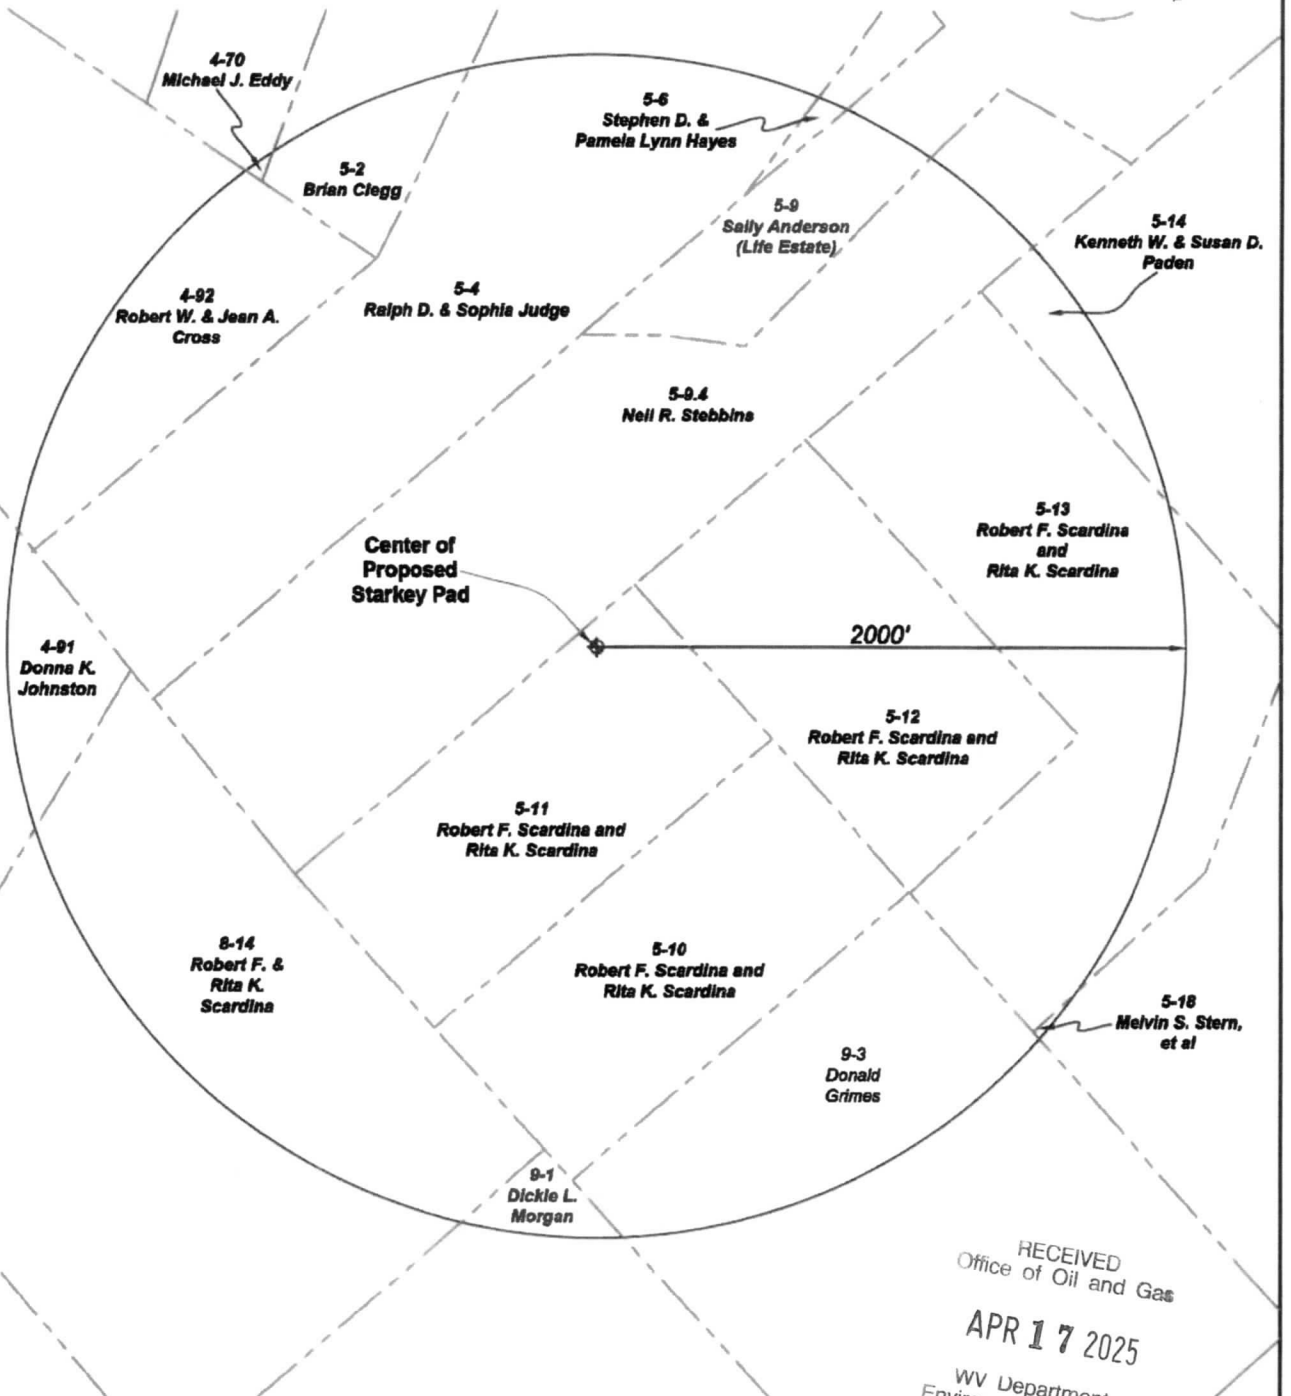 4-70
Michael J. Eddy
5-6
Stephen D. &
Pamela Lynn Hayes
5-2
Brian Clegg
5-9
Sally Anderson
(Life Estate)
5-14
Kenneth W. & Susan D.
Paden
4-92
Robert W. & Jean A.
Cross
5-4
Ralph D. & Sophia Judge
5-9.4
Neil R. Stebbins
5-13
Robert F. Scardina
and
Rita K. Scardina
Center of
Proposed
Starkey Pad
2000'
4-91
Donna K.
Johnston
5-12
Robert F. Scardina and
Rita K. Scardina
5-11
Robert F. Scardina and
Rita K. Scardina
8-14
Robert F. &
Rita K.
Scardina
5-10
Robert F. Scardina and
Rita K. Scardina
5-18
Melvin S. Stern,
et al
9-3
Donald
Grimes
9-1
Dickie L.
Morgan
RECEIVED
Office of Oil and Gas
APR 17 2025
WV Department